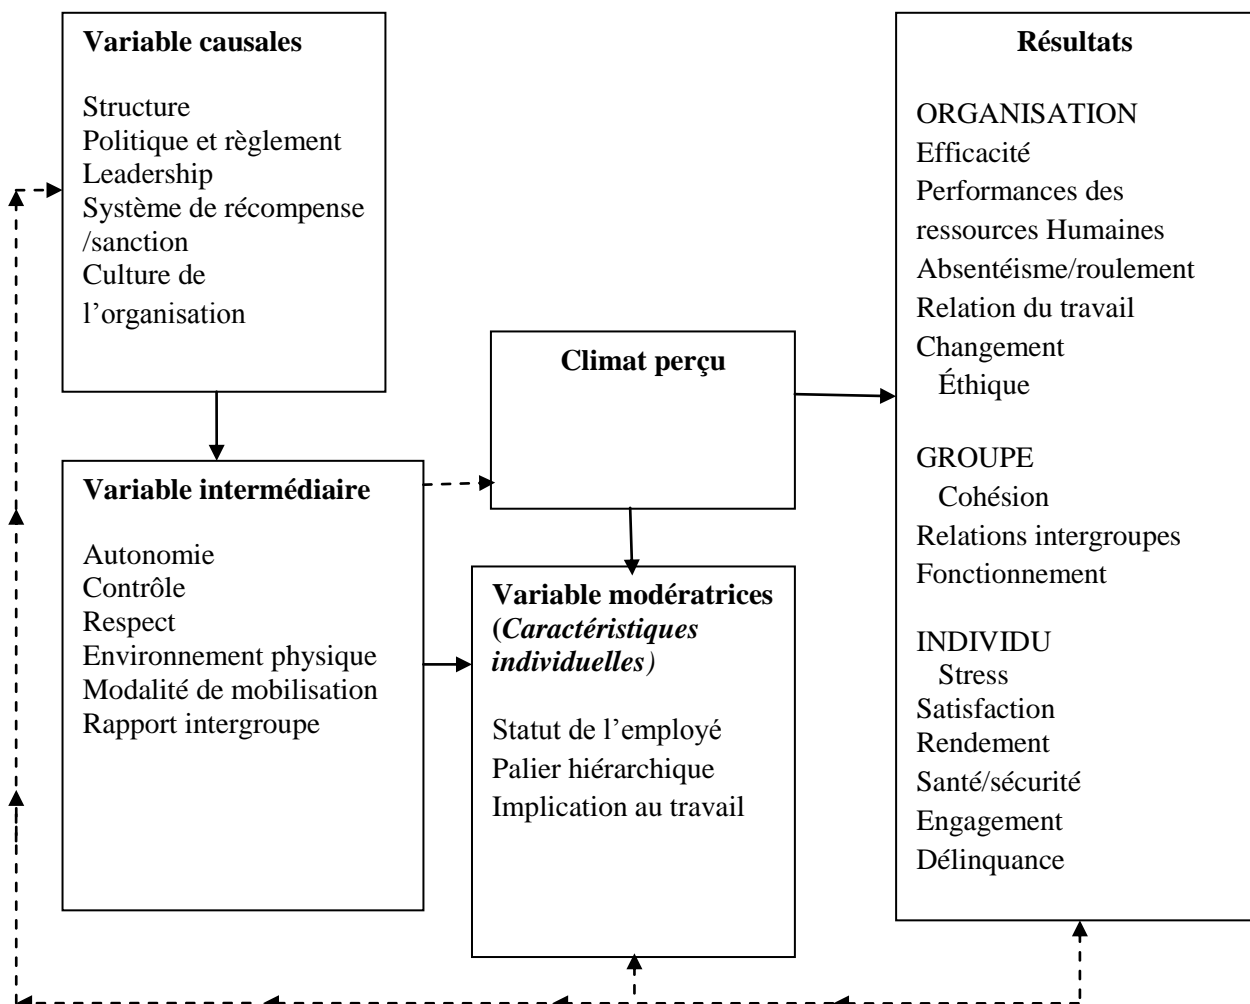 Variable causales
Structure
Politique et règlement
Leadership
Système de récompense
/sanction
Culture de
l’organisation
Variable intermédiaire
Autonomie
Contrôle
Respect
Environnement physique
Modalité de mobilisation
Rapport intergroupe
Climat perçu
Variable modératrices
(Caractéristiques
individuelles)
Statut de l’employé
Palier hiérarchique
Implication au travail
Résultats
ORGANISATION
Efficacité
Performances des
ressources Humaines
Absentéisme/roulement
Relation du travail
Changement
Éthique
GROUPE
Cohésion
Relations intergroupes
Fonctionnement
INDIVIDU
Stress
Satisfaction
Rendement
Santé/sécurité
Engagement
Délinquance